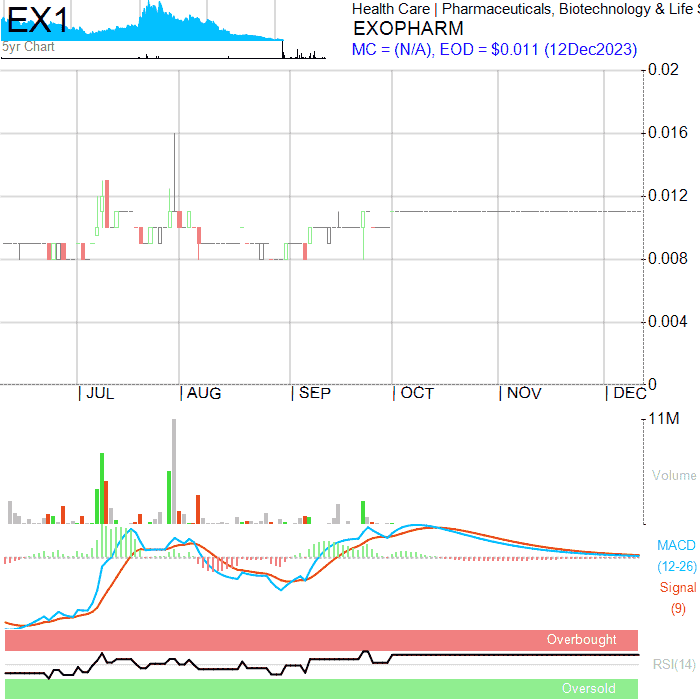 EX1
5yr Chart
Health Care | Pharmaceuticals, Biotechnology & Life S
EXOPHARM
MC = (N/A), EOD = $0.011 (12Dec2023)
0.02
0.016
0.012
0.008
0.004
0
| JUL | AUG | SEP | OCT | NOV | DEC
11M
Volume
MACD
(12-26)
Signal
(9)
Overbought
RSI(14)
Oversold